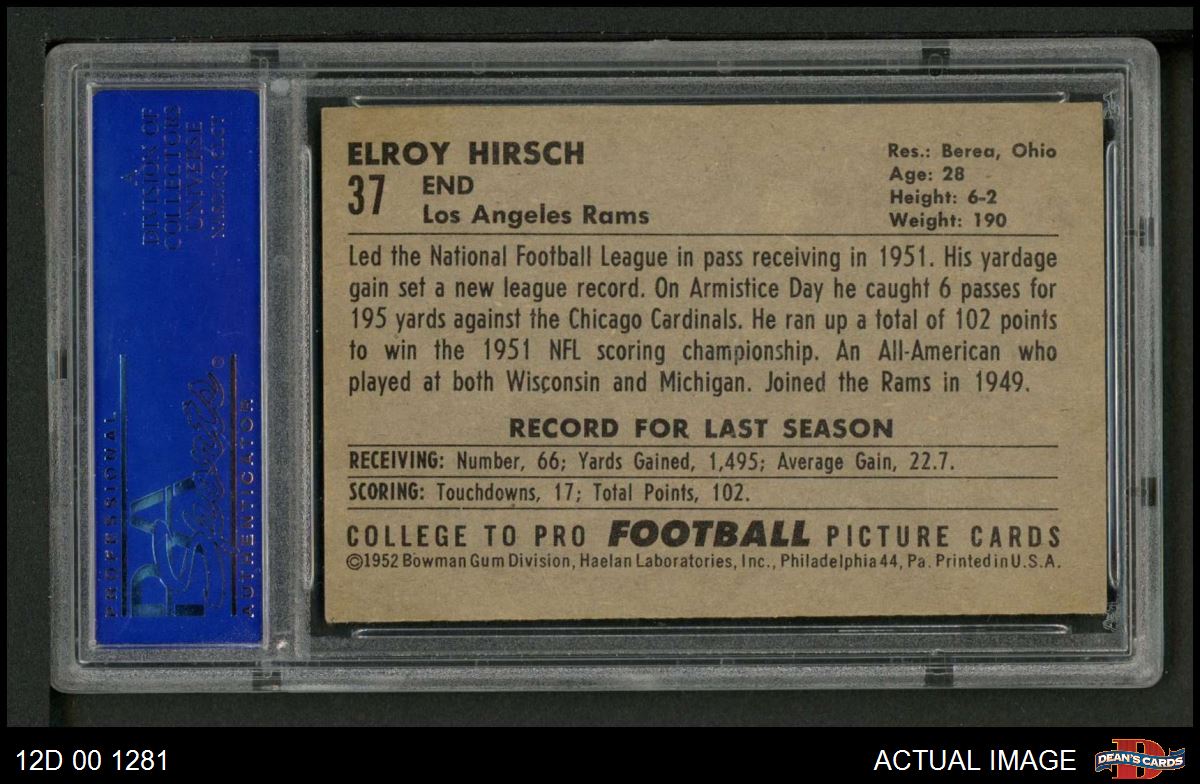 A
DIVISION OF
COLLECTORS
UNIVERSE
NASDAQ: CLCT
PROFESSIONAL
PSA
Sports
AUTHENTICATOR
ELROY HIRSCH
37
END
Los Angeles Rams
Res.: Berea, Ohio
Age: 28
Height: 6-2
Weight: 190
Led the National Football League in pass receiving in 1951. His yardage
gain set a new league record. On Armistice Day he caught 6 passes for
195 yards against the Chicago Cardinals. He ran up a total of 102 points
to win the 1951 NFL scoring championship. An All-American who
played at both Wisconsin and Michigan. Joined the Rams in 1949.
RECORD FOR LAST SEASON
RECEIVING: Number, 66; Yards Gained, 1,495; Average Gain, 22.7.
SCORING: Touchdowns, 17; Total Points, 102.
COLLEGE TO PRO FOOTBALL PICTURE CARDS
©1952 Bowman Gum Division, Haelan Laboratories, Inc., Philadelphia 44, Pa. Printed in U.S.A.
12D 00 1281
ACTUAL IMAGE
D
DEAN'S CARDS